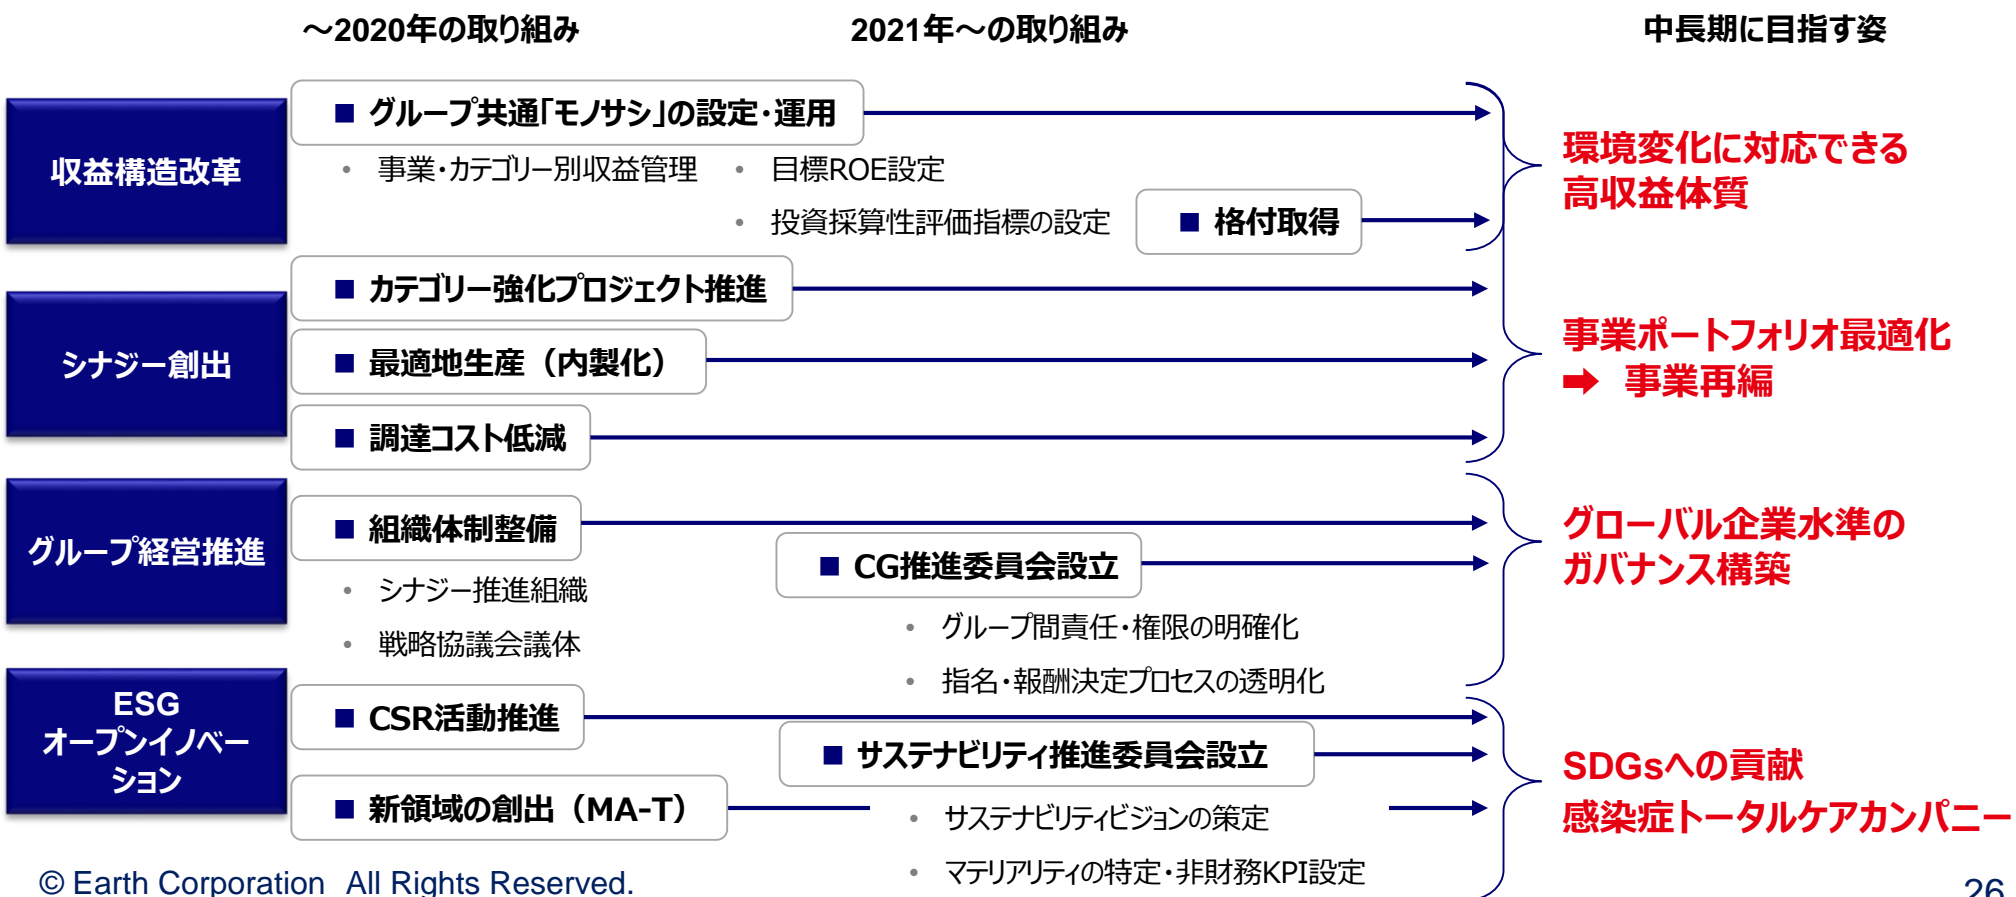 ～2020年の取り組み
2021年～の取り組み
中長期に目指す姿
収益構造改革
■ グループ共通「モノサシ」の設定・運用
• 事業・カテゴリー別収益管理
• 目標ROE設定
• 投資採算性評価指標の設定
■ 格付取得
環境変化に対応できる
高収益体質
シナジー創出
■ カテゴリー強化プロジェクト推進
■ 最適地生産（内製化）
■ 調達コスト低減
事業ポートフォリオ最適化
➡ 事業再編
グループ経営推進
■ 組織体制整備
• シナジー推進組織
• 戦略協議会議体
■ CG推進委員会設立
• グループ間責任・権限の明確化
• 指名・報酬決定プロセスの透明化
グローバル企業水準の
ガバナンス構築
ESG
オープンイノベー
ション
■ CSR活動推進
■ サステナビリティ推進委員会設立
■ 新領域の創出（MA-T）
• サステナビリティビジョンの策定
• マテリアリティの特定・非財務KPI設定
SDGsへの貢献
感染症トータルケアカンパニー
© Earth Corporation All Rights Reserved.
26